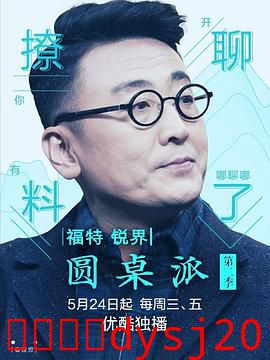 撩 聊
开
你
有
哪聊哪
料 了
福特 锐界
圆桌派 第二季
5月24日起 每周三、五
优酷独播
dysj20